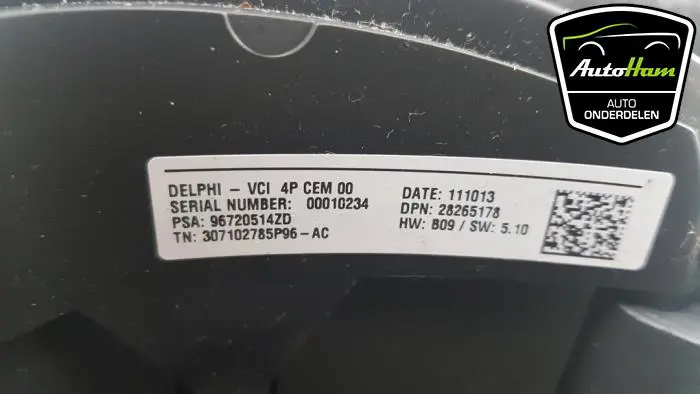 AutoHam
AUTO
ONDERDELEN
DELPHI - VCI 4P CEM 00
SERIAL NUMBER: 00010234
PSA: 96720514ZD
TN: 307102785P96-AC
DATE: 111013
DPN: 28265178
HW: B09 / SW: 5.10